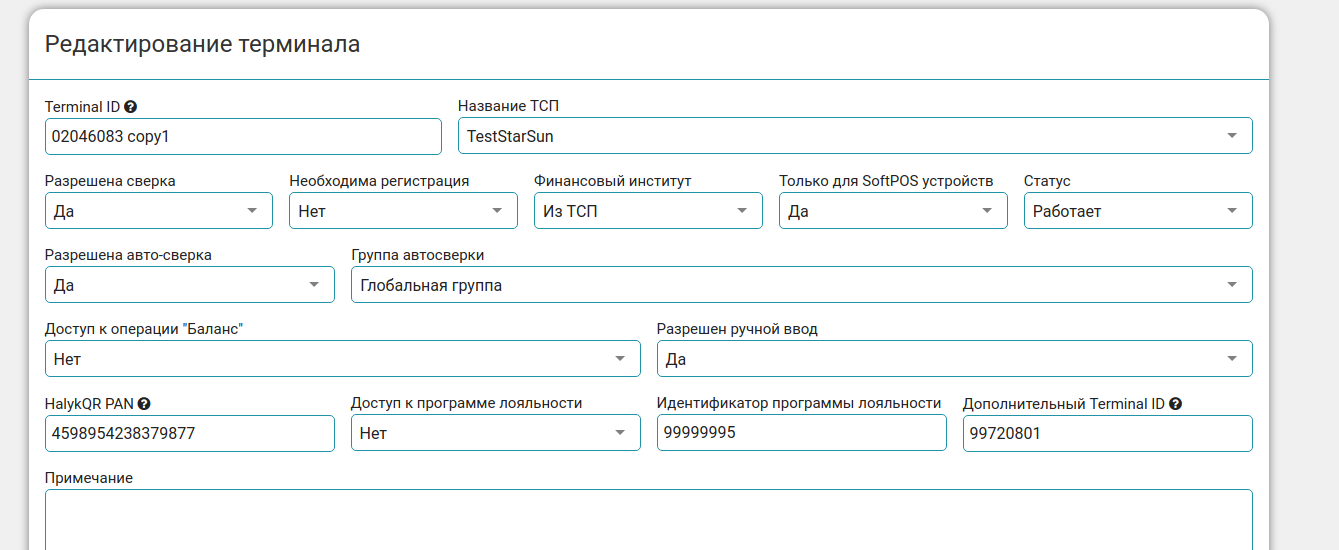 Редактирование терминала
Terminal ID
Название ТСП
02046083 copy1
TestStarSun
Разрешена сверка
Необходима регистрация
Финансовый институт
Только для SoftPOS устройств
Статус
Да
Нет
Из ТСП
Да
Работает
Разрешена авто-сверка
Группа автосверки
Да
Глобальная группа
Доступ к операции "Баланс"
Разрешен ручной ввод
Нет
Да
HalykQR PAN
Доступ к программе лояльности
Идентификатор программы лояльности
Дополнительный Terminal ID
4598954238379877
Нет
99999995
99720801
Примечание